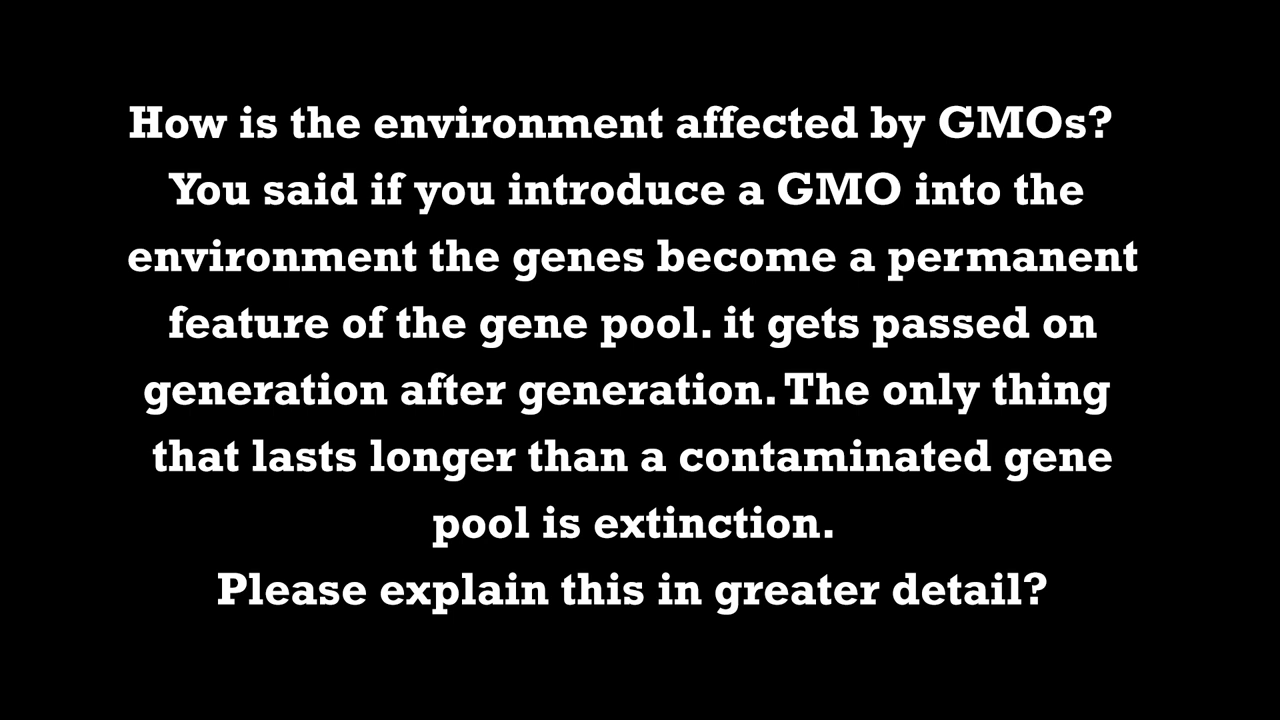 How is the environment affected by GMOs?
You said if you introduce a GMO into the
environment the genes become a permanent
feature of the gene pool. it gets passed on
generation after generation. The only thing
that lasts longer than a contaminated gene
pool is extinction.
Please explain this in greater detail?